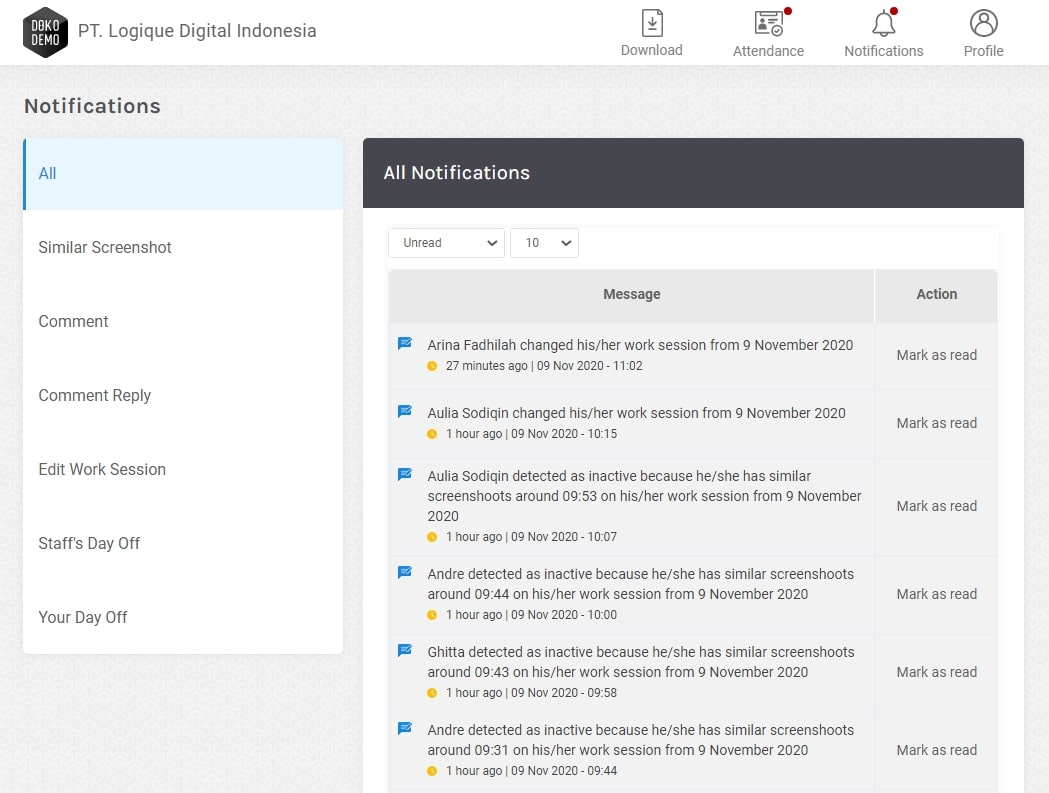 DOKO
DEMO
PT. Logique Digital Indonesia
Download
Attendance
Notifications
Profile
Notifications
All
Similar Screenshot
Comment
Comment Reply
Edit Work Session
Staff's Day Off
Your Day Off
All Notifications
Unread
10
Message
Action
Arina Fadhilah changed his/her work session from 9 November 2020
27 minutes ago | 09 Nov 2020 - 11:02
Mark as read
Aulia Sodiqin changed his/her work session from 9 November 2020
1 hour ago | 09 Nov 2020 - 10:15
Mark as read
Aulia Sodiqin detected as inactive because he/she has similar
screenshoots around 09:53 on his/her work session from 9 November
2020
1 hour ago | 09 Nov 2020 - 10:07
Mark as read
Andre detected as inactive because he/she has similar screenshoots
around 09:44 on his/her work session from 9 November 2020
1 hour ago | 09 Nov 2020 - 10:00
Mark as read
Ghitta detected as inactive because he/she has similar screenshoots
around 09:43 on his/her work session from 9 November 2020
1 hour ago | 09 Nov 2020 - 09:58
Mark as read
Andre detected as inactive because he/she has similar screenshoots
around 09:31 on his/her work session from 9 November 2020
1 hour ago | 09 Nov 2020 - 09:44
Mark as read